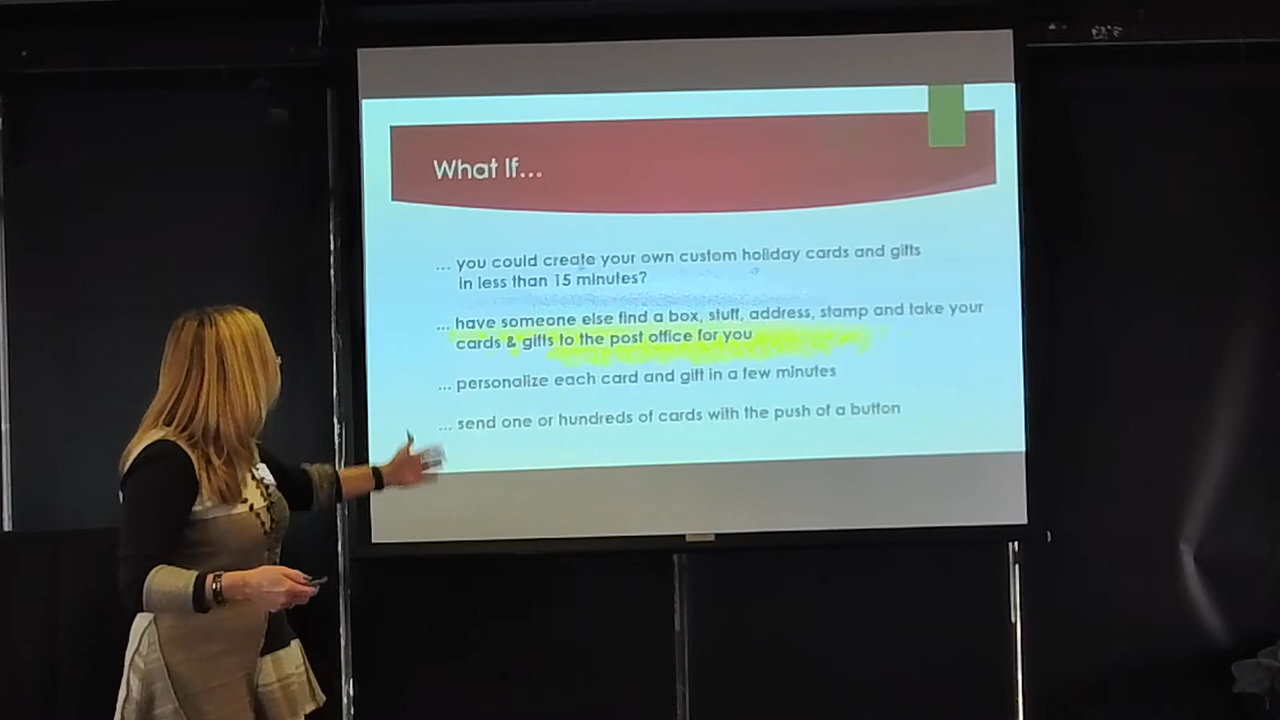 What If...
... you could create your own custom holiday cards and gifts
in less than 15 minutes?
... have someone else find a box, stuff, address, stamp and take your
cards & gifts to the post office for you
... personalize each card and gift in a few minutes
... send one or hundreds of cards with the push of a button